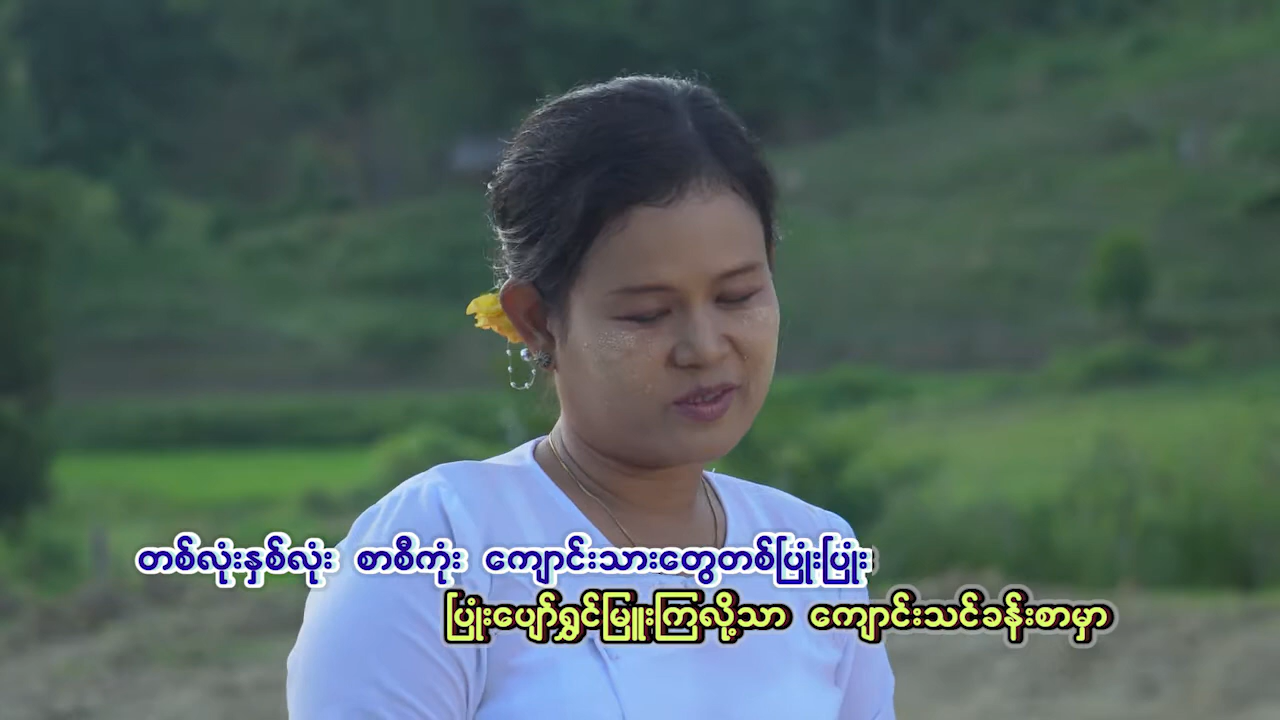 တစ်လုံးနှစ်လုံး စာစီကုံး ကျောင်းသားတွေတစ်ပြုံးပြုံး
ပြုံးပျော်ရွှင်မြူးကြလို့သာ ကျောင်းသင်ခန်းစာမှာ